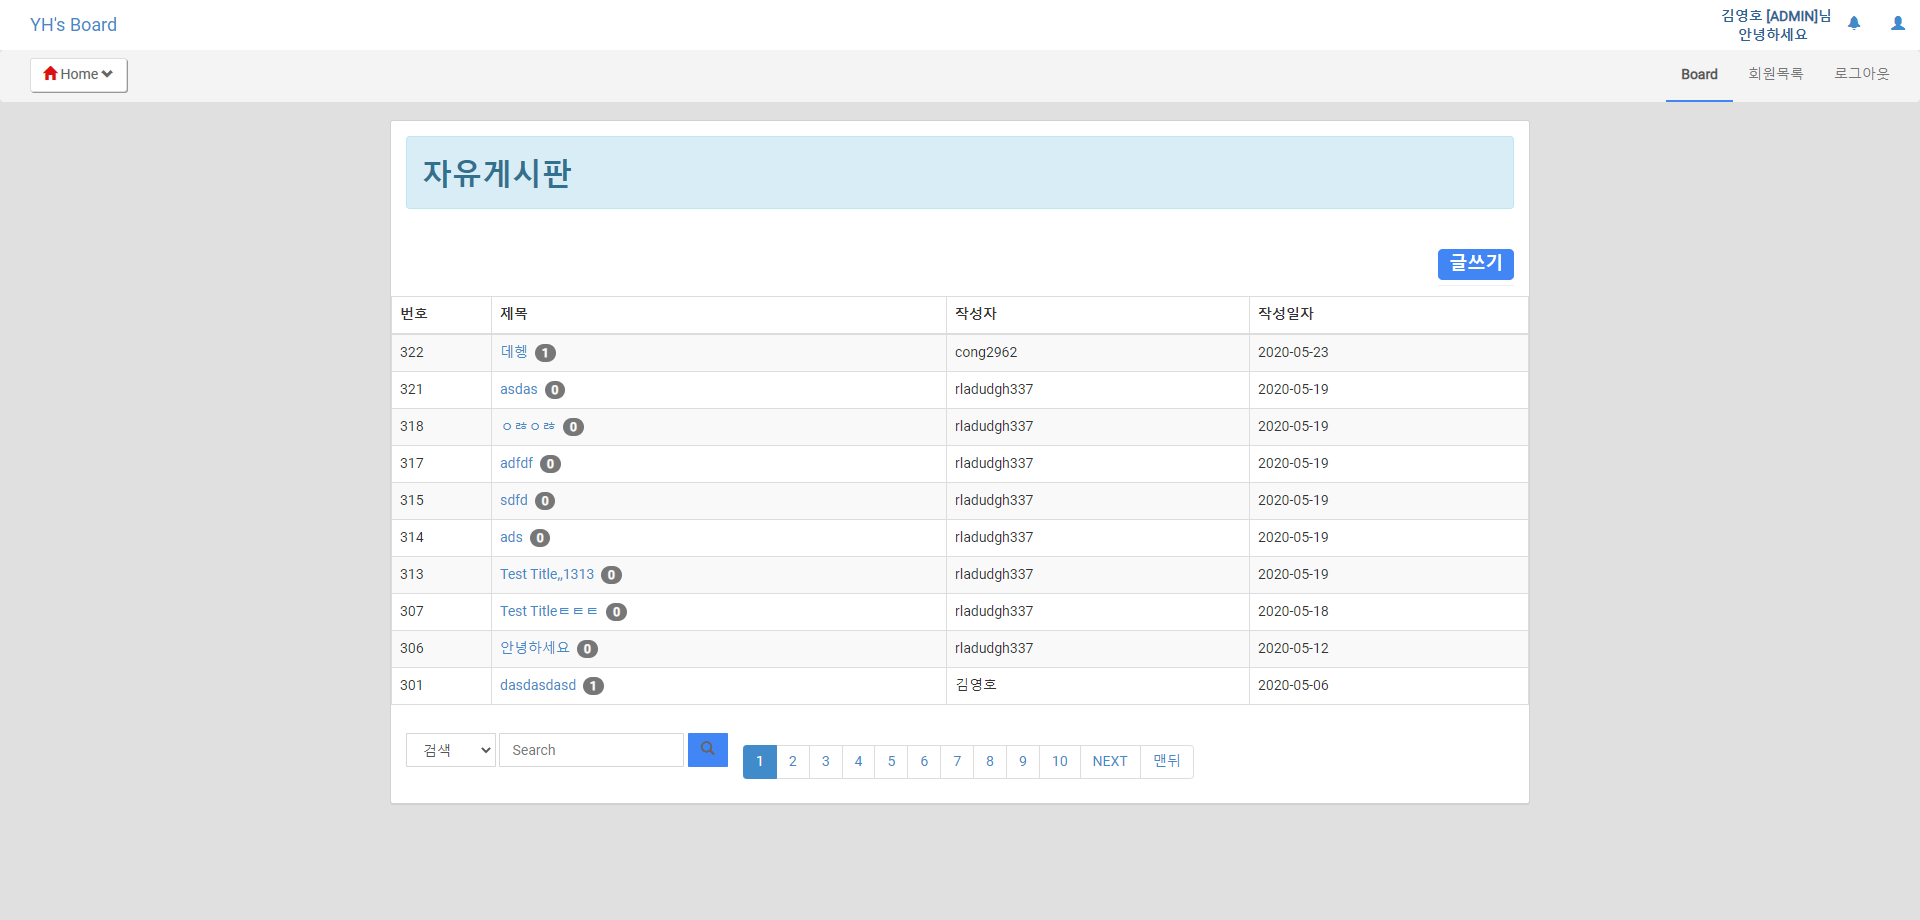 YH's Board
김영호 [ADMIN]님
안녕하세요
Home
Board 회원목록 로그아웃
자유게시판
글쓰기
번호 제목 작성자 작성일자
322 데헹 1 cong2962 2020-05-23
321 asdas 0 rladudgh337 2020-05-19
318 ㅇㅀㅇㅀ 0 rladudgh337 2020-05-19
317 adfdf 0 rladudgh337 2020-05-19
315 sdfd 0 rladudgh337 2020-05-19
314 ads 0 rladudgh337 2020-05-19
313 Test Title,,1313 0 rladudgh337 2020-05-19
307 Test Titleㅌㅌㅌ 0 rladudgh337 2020-05-18
306 안녕하세요 0 rladudgh337 2020-05-12
301 dasdasdasd 1 김영호 2020-05-06
검색 Search 1 2 3 4 5 6 7 8 9 10 NEXT 맨뒤